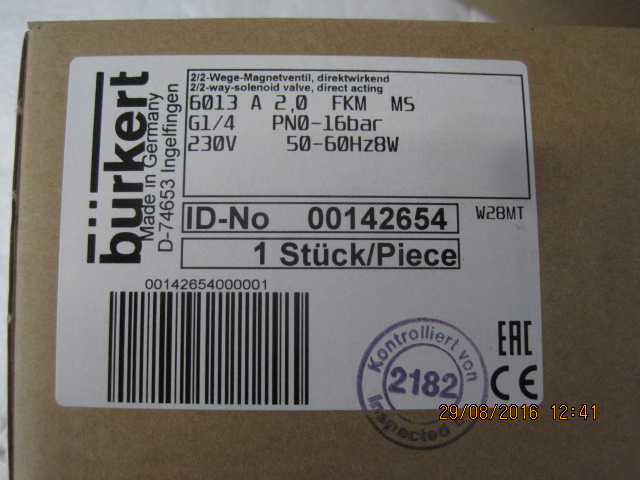 bürkert
Made in Germany
D-74653 Ingelfingen
2/2-Wege-Magnetventil, direktwirkend
2/2-way-solenoid valve, direct acting
6013 A 2,0 FKM MS
G1/4 PN0-16bar
230V 50-60Hz8W
ID-No 00142654
W28MT
1 Stück/Piece
00142654000001
Kontrolliert von
2182
Inspected
EAC
CE
29/08/2016 12:41